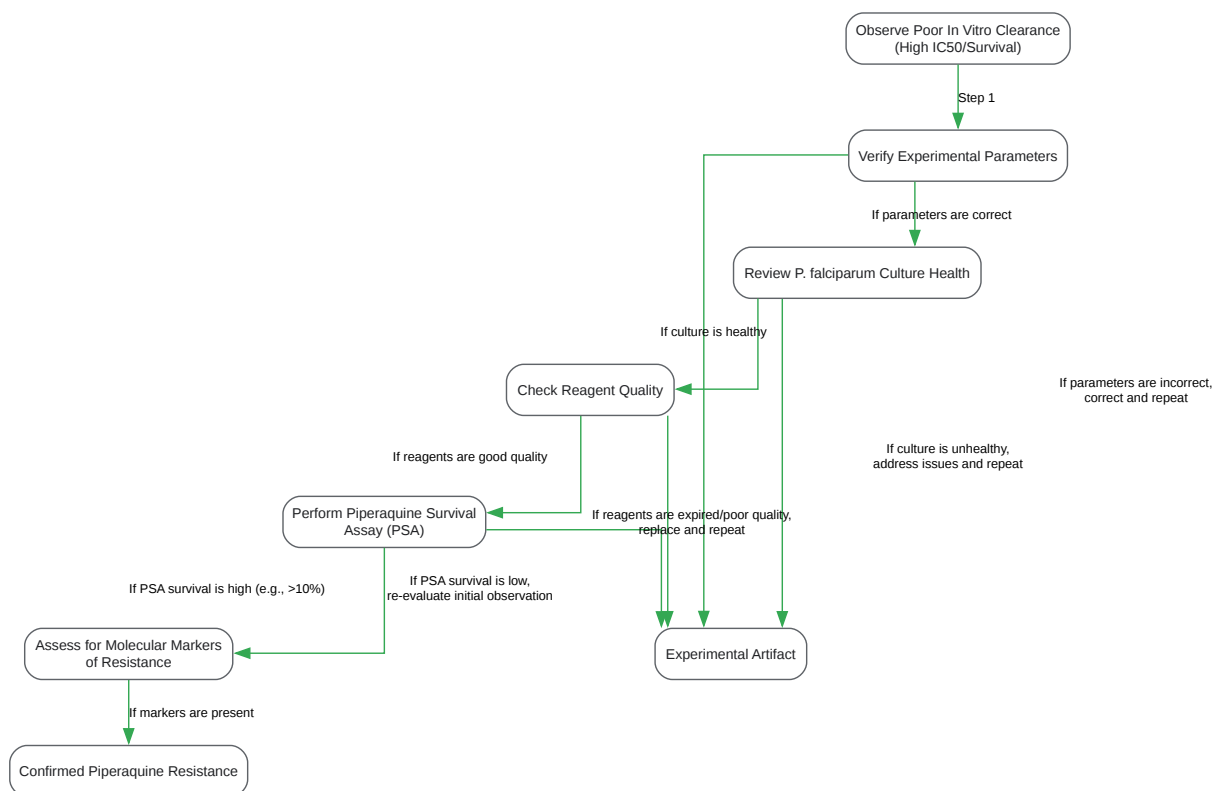 Observe Poor In Vitro Clearance
(High IC50/Survival)
Step 1
Verify Experimental Parameters
If parameters are correct
Review P. falciparum Culture Health
If culture is healthy
Check Reagent Quality
If parameters are incorrect,
correct and repeat
If culture is unhealthy,
address issues and repeat
If reagents are good quality
Perform Piperaquine Survival
Assay (PSA)
If reagents are expired/poor quality,
replace and repeat
If PSA survival is high (e.g., >10%)
If PSA survival is low,
re-evaluate initial observation
Assess for Molecular Markers
of Resistance
Experimental Artifact
If markers are present
Confirmed Piperaquine Resistance